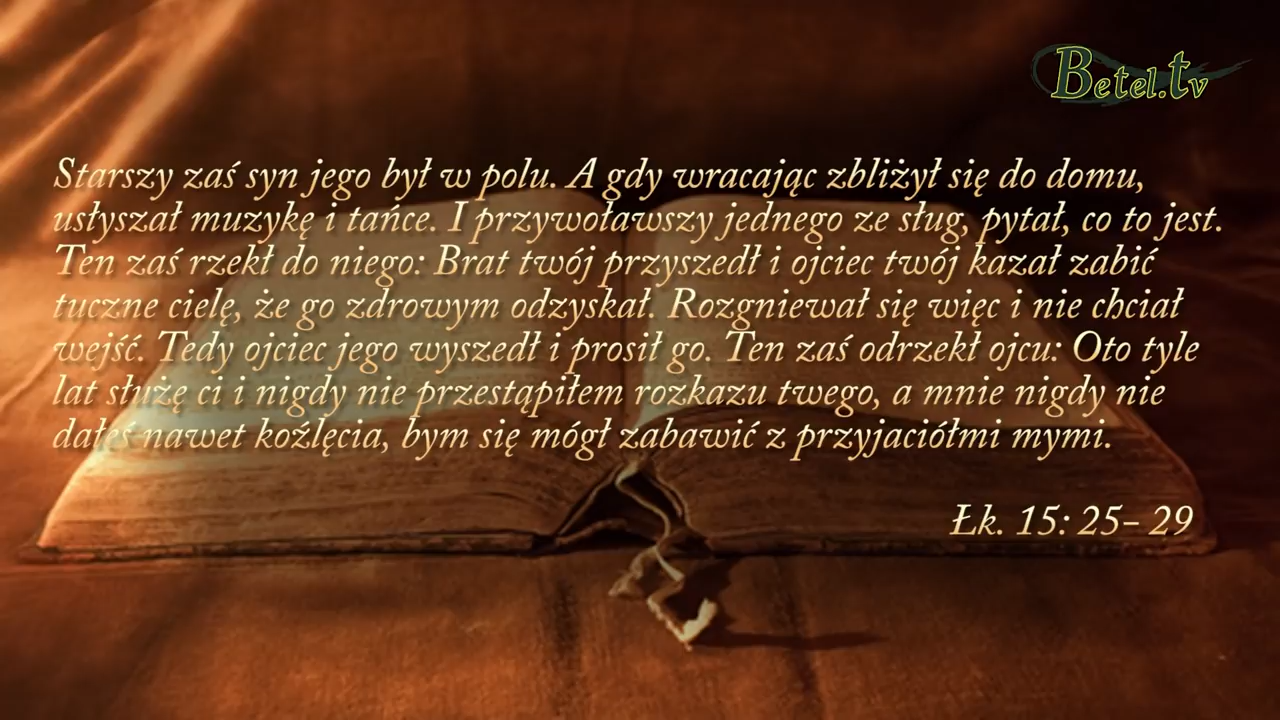 Betel.tv
Starszy zaś syn jego był w polu. A gdy wracając zbliżył się do domu,
usłyszał muzykę i tańce. I przywoławszy jednego ze sług, pytał, co to jest.
Ten zaś rzekł do niego: Brat twój przyszedł i ojciec twój kazał zabić
tuczne cielę, że go zdrowym odzyskał. Rozgniewał się więc i nie chciał
wejść. Tedy ojciec jego wyszedł i prosił go. Ten zaś odrzekł ojcu: Oto tyle
lat służę ci i nigdy nie przestąpiłem rozkazu twego, a mnie nigdy nie
dałeś nawet koźlęcia, bym się mógł zabawić z przyjaciółmi mymi.
Łk. 15: 25– 29